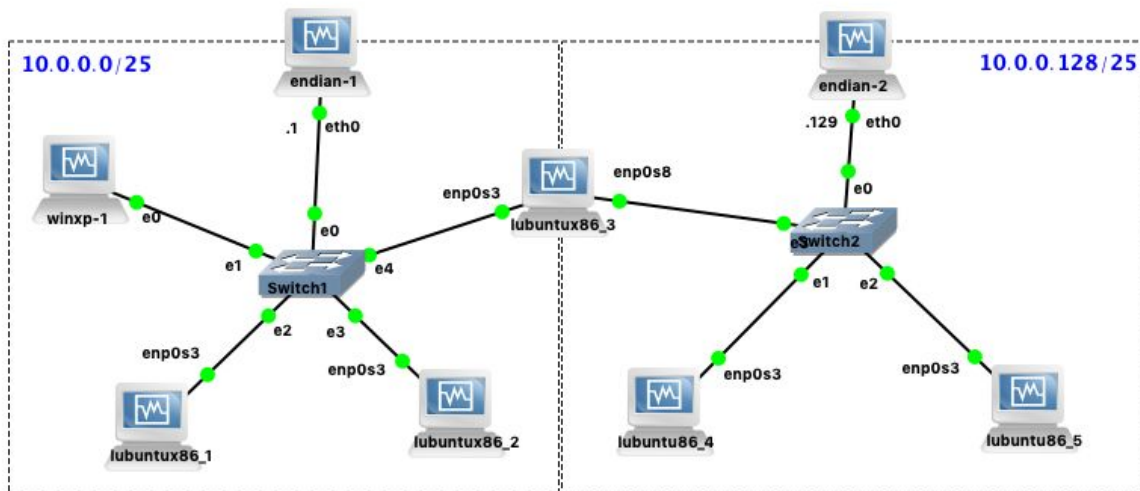 10.0.0.0/25
endian-1
.1
eth0
winxp-1
e0
e1
e0
Switch1
e4
e2
e3
enp0s3
enp0s3
lubuntux86_1
lubuntux86_2
enp0s3
lubuntux86_3
enp0s8
10.0.0.128/25
endian-2
.129
eth0
e0
e3
Switch2
e1
e2
enp0s3
enp0s3
lubuntu86_4
lubuntu86_5